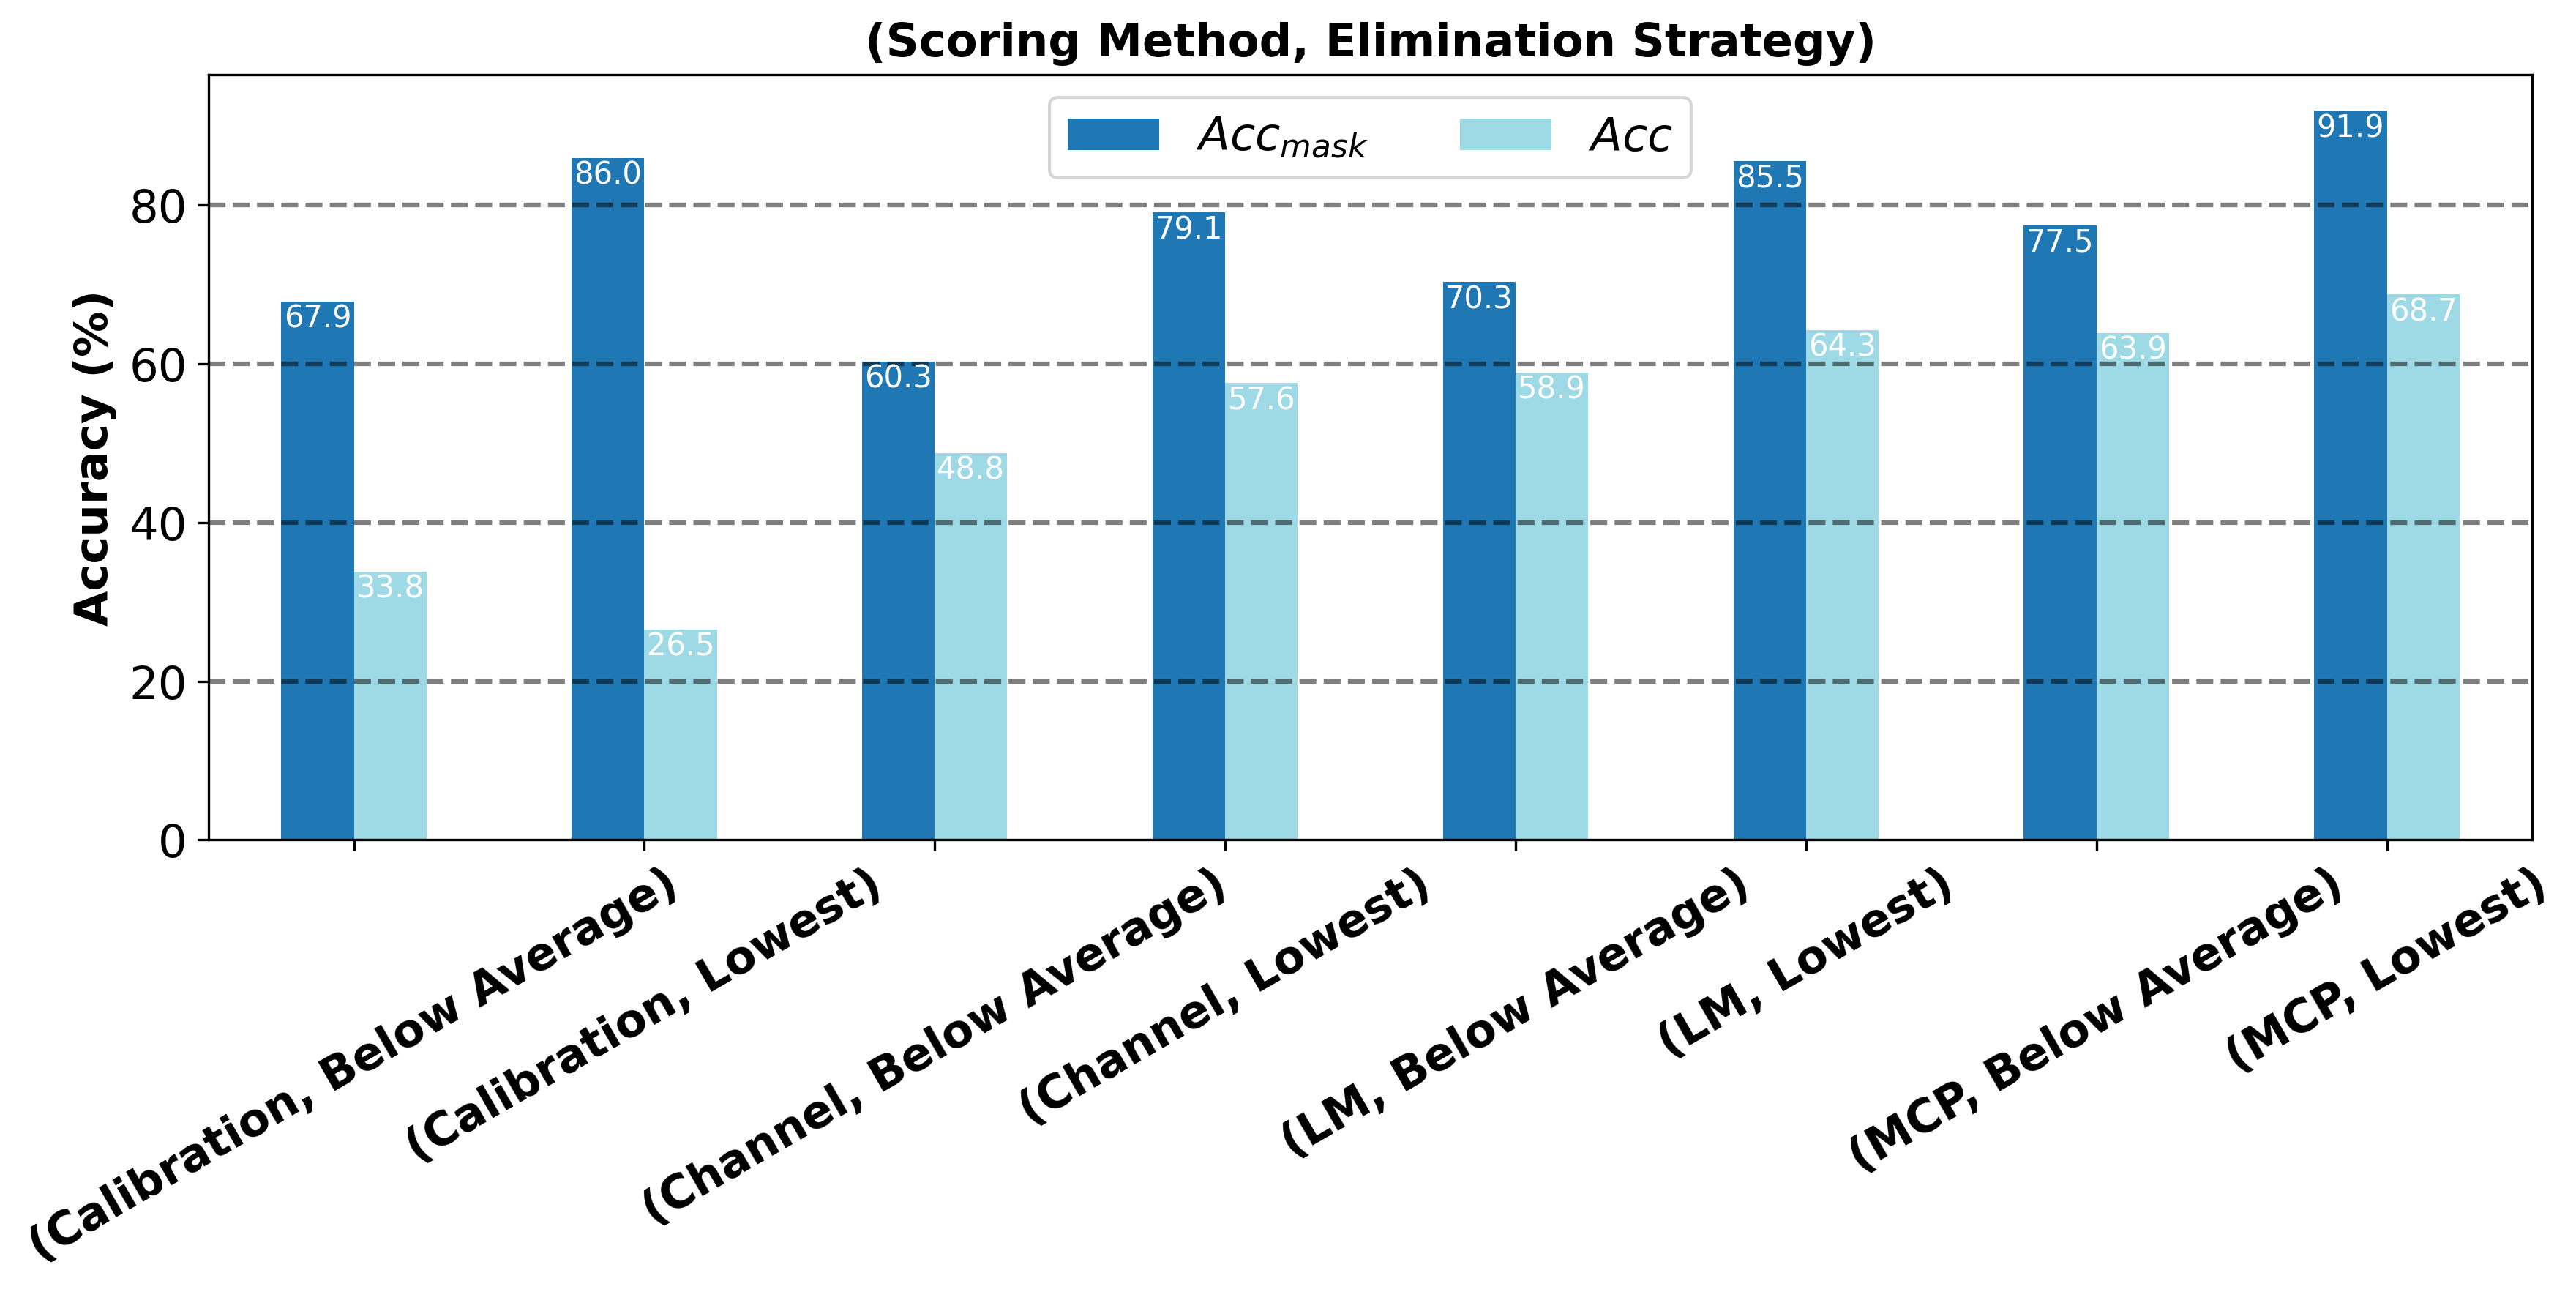 (Scoring Method, Elimination Strategy)
Acc_mask Acc
Accuracy (%)
80
60
40
20
0
67.9
33.8
86.0
26.5
60.3
48.8
79.1
57.6
70.3
58.9
85.5
64.3
77.5
63.9
91.9
68.7
(Calibration, Below Average)
(Calibration, Lowest)
(Channel, Below Average)
(Channel, Lowest)
(LM, Below Average)
(LM, Lowest)
(MCP, Below Average)
(MCP, Lowest)